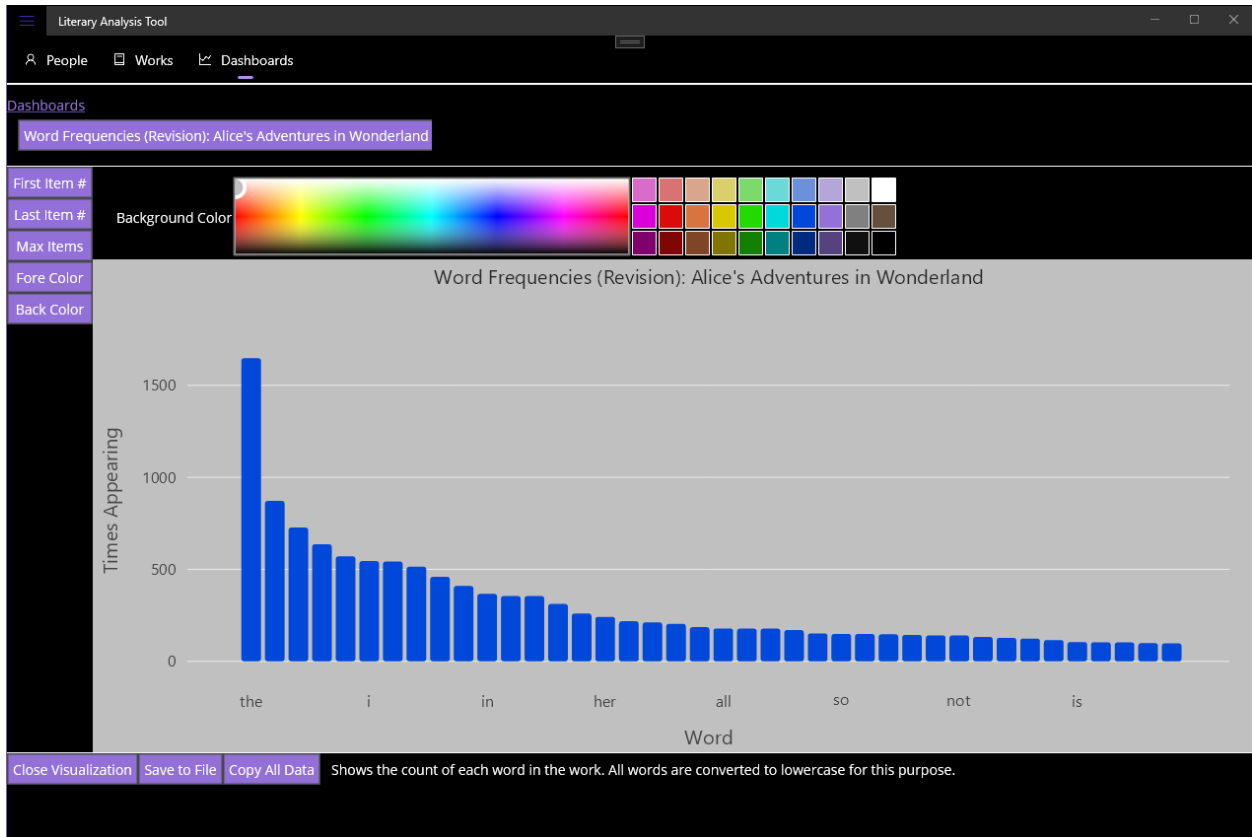 Literary Analysis Tool
People Works Dashboards
Dashboards
Word Frequencies (Revision): Alice's Adventures in Wonderland
First Item #
Last Item #
Max Items
Fore Color
Back Color
Background Color
Word Frequencies (Revision): Alice's Adventures in Wonderland
Times Appearing
1500
1000
500
0
the i in her all so not is
Word
Close Visualization Save to File Copy All Data Shows the count of each word in the work. All words are converted to lowercase for this purpose.